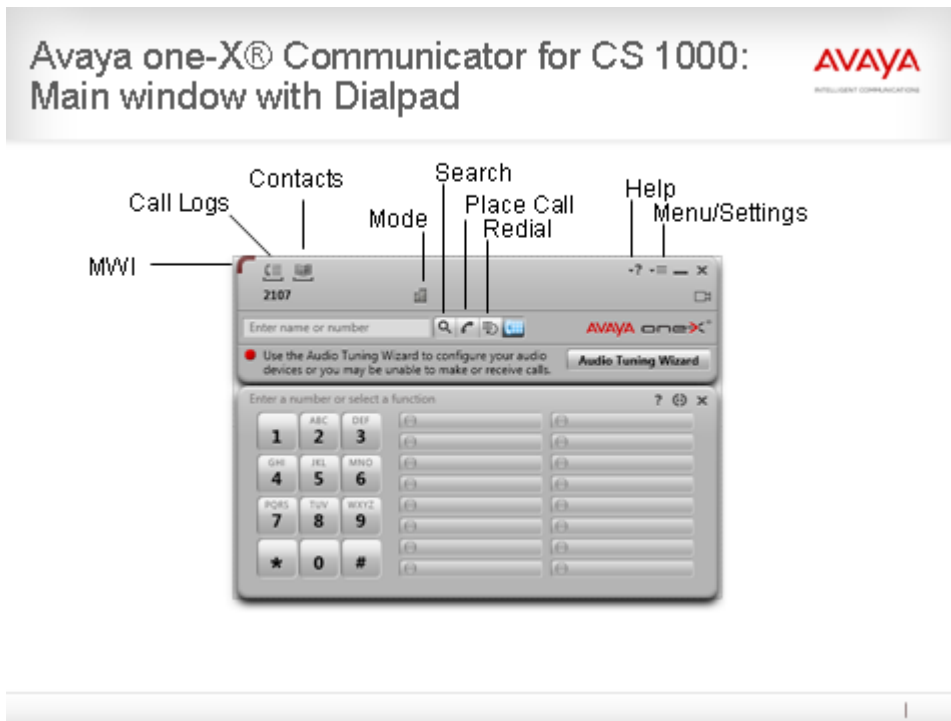 Avaya one-X® Communicator for CS 1000:
Main window with Dialpad
AVAYA
INTELLIGENT COMMUNICATIONS
Call Logs
Contacts
Mode
Search
Place Call
Redial
Help
Menu/Settings
MWI
2107
Enter name or number
AVAYA one-X®
Use the Audio Tuning Wizard to configure your audio
devices or you may be unable to make or receive calls.
Audio Tuning Wizard
Enter a number or select a function
1
ABC
2
DEF
3
GHI
4
JKL
5
MNO
6
PQRS
7
TUV
8
WXYZ
9
*
0
#